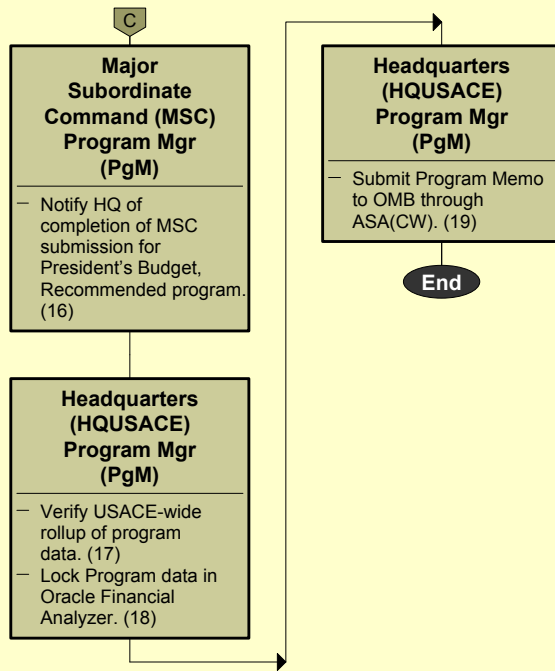 C
Major
Subordinate
Command (MSC)
Program Mgr
(PgM)
– Notify HQ of
completion of MSC
submission for
President's Budget,
Recommended program.
(16)
Headquarters
(HQUSACE)
Program Mgr
(PgM)
– Verify USACE-wide
rollup of program
data. (17)
– Lock Program data in
Oracle Financial
Analyzer. (18)
Headquarters
(HQUSACE)
Program Mgr
(PgM)
– Submit Program Memo
to OMB through
ASA(CW). (19)
End